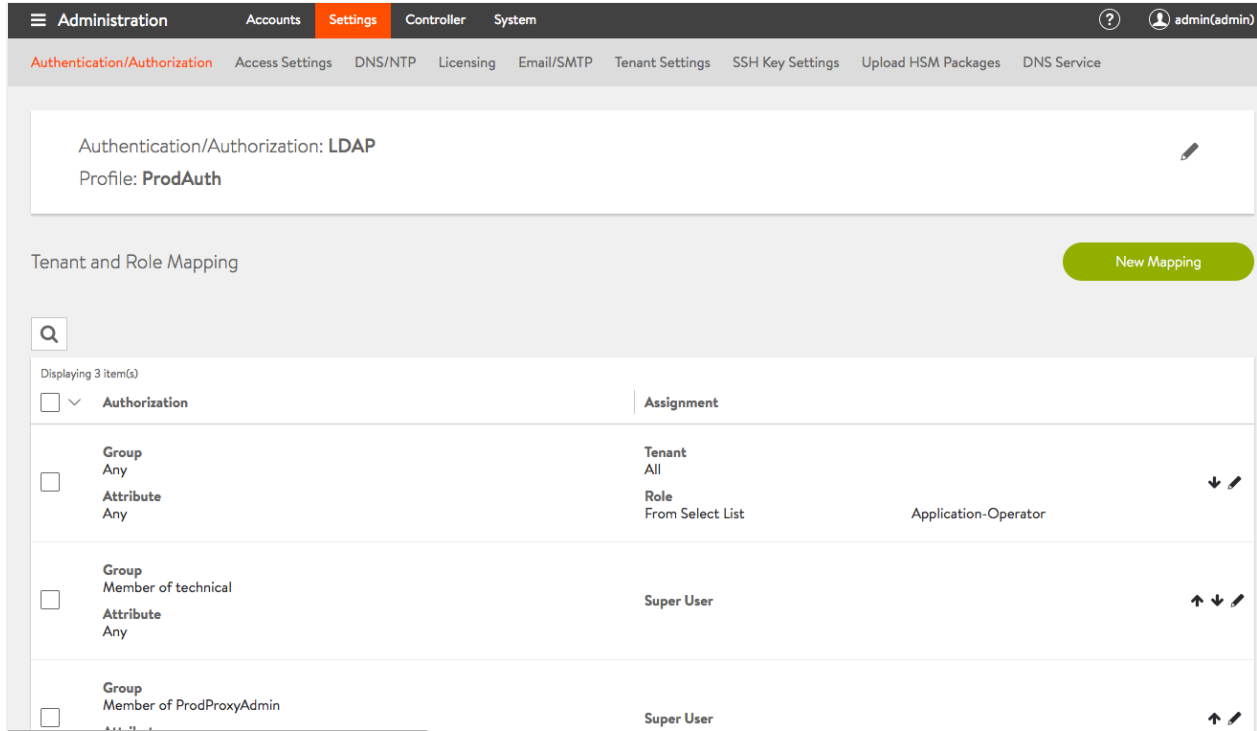 Administration Accounts Settings Controller System ? admin(admin)
Authentication/Authorization Access Settings DNS/NTP Licensing Email/SMTP Tenant Settings SSH Key Settings Upload HSM Packages DNS Service
Authentication/Authorization: LDAP
Profile: ProdAuth
Tenant and Role Mapping New Mapping
Displaying 3 item(s)
Authorization Assignment
Group Tenant
Any All
Attribute Role
Any From Select List Application-Operator
Group
Member of technical
Super User
Attribute
Any
Group
Member of ProdProxyAdmin
Super User